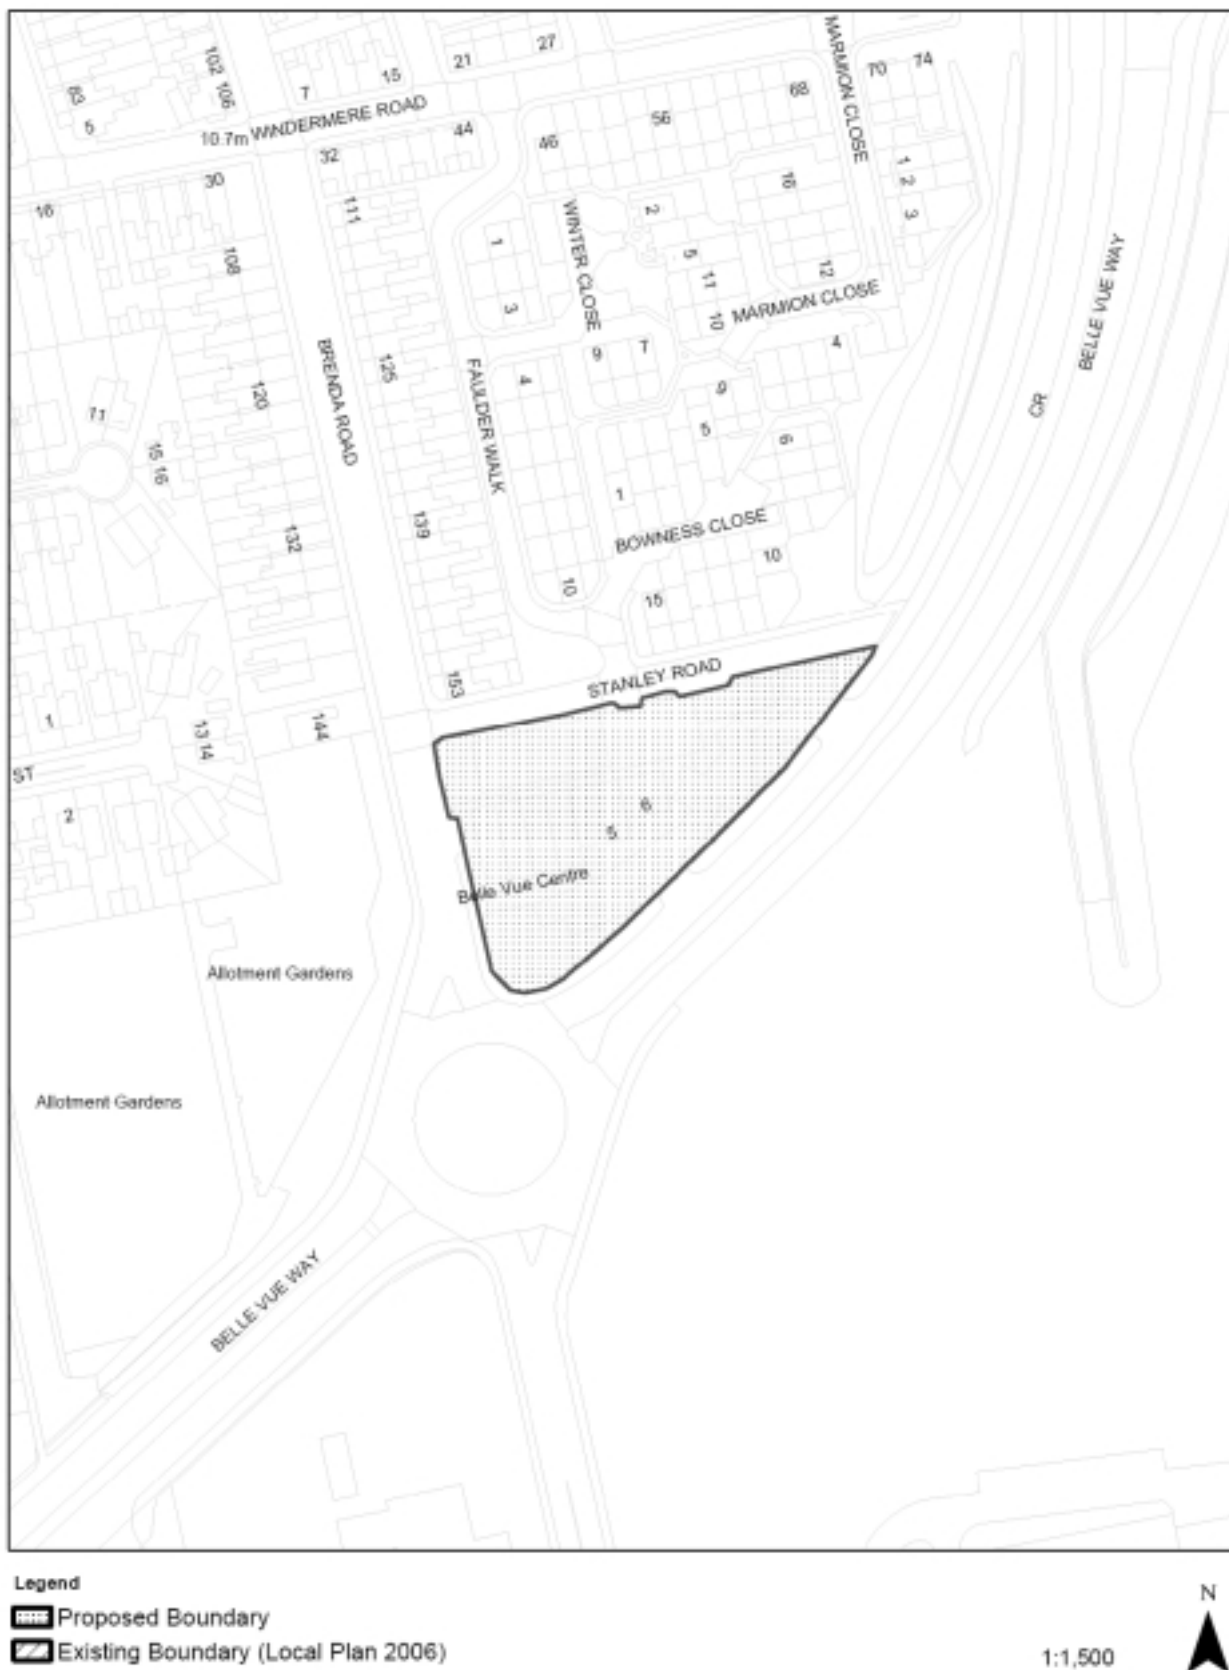 MARMION CLOSE
102 106
27
21
70
74
15
83
7
68
WINDERMERE ROAD
56
5
44
10.7m
46
32
1
2
30
16
111
2
3
16
WINTER CLOSE
1
5
BELLE VUE WAY
108
11
12
MARMION CLOSE
3
10
4
BRENDA ROAD
125
9
7
FAULDER WALK
4
9
120
CR
11
5
6
15 16
1
139
132
BOWNESS CLOSE
10
10
15
STANLEY ROAD
153
1
144
13 14
ST
2
6
5
Belle Vue Centre
Allotment Gardens
Allotment Gardens
BELLE VUE WAY
Legend
Proposed Boundary
Existing Boundary (Local Plan 2006)
1:1,500
N